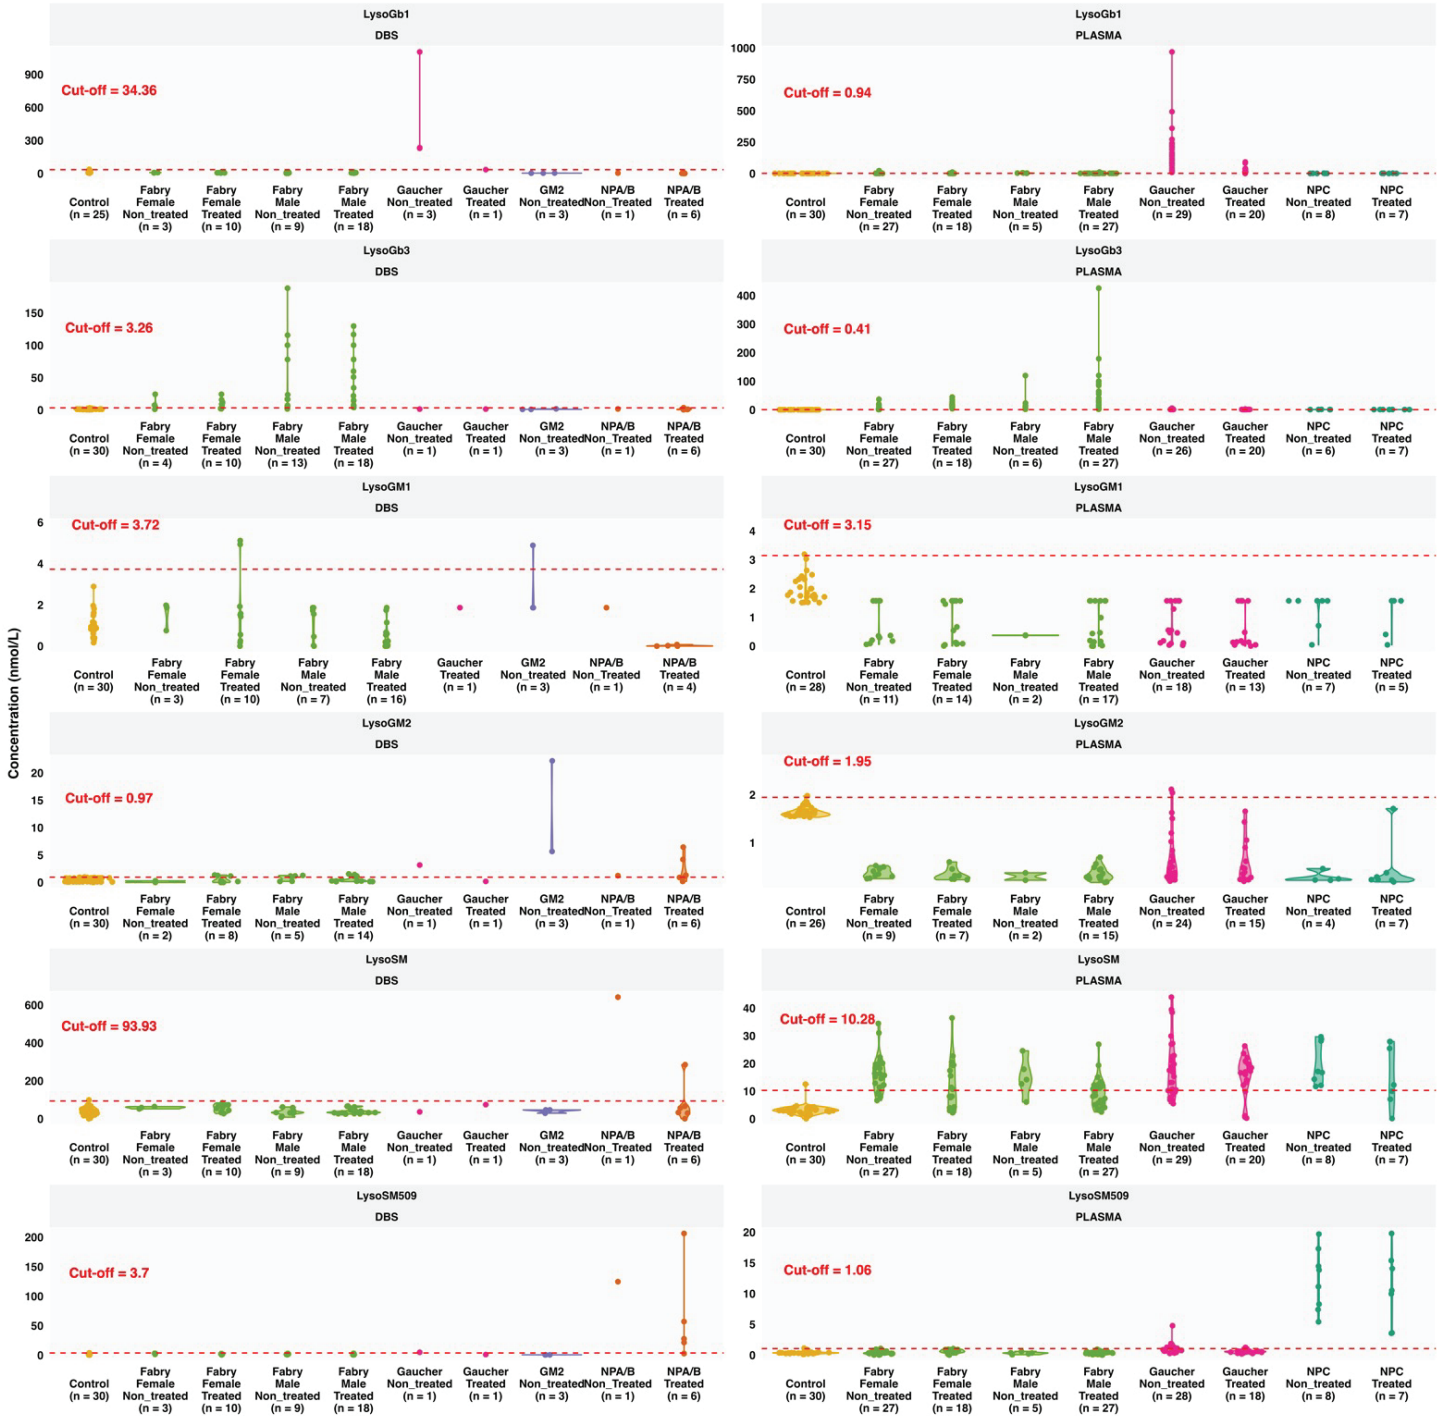 Concentration (nmol/L)
LysoGb1
DBS
Cut-off = 34.36
900
600
300
0
Control
(n = 25)
Fabry
Female
Non_treated
(n = 3)
Fabry
Female
Treated
(n = 10)
Fabry
Male
Non_treated
(n = 9)
Fabry
Male
Treated
(n = 18)
Gaucher
Non_treated
(n = 3)
Gaucher
Treated
(n = 1)
GM2
Non_treated
(n = 3)
NPA/B
Non_treated
(n = 1)
NPA/B
Treated
(n = 6)
LysoGb1
PLASMA
Cut-off = 0.94
1000
750
500
250
0
Control
(n = 30)
Fabry
Female
Non_treated
(n = 27)
Fabry
Female
Treated
(n = 18)
Fabry
Male
Non_treated
(n = 5)
Fabry
Male
Treated
(n = 27)
Gaucher
Non_treated
(n = 29)
Gaucher
Treated
(n = 20)
NPC
Non_treated
(n = 8)
NPC
Treated
(n = 7)
LysoGb3
DBS
Cut-off = 3.26
150
100
50
0
Control
(n = 30)
Fabry
Female
Non_treated
(n = 4)
Fabry
Female
Treated
(n = 10)
Fabry
Male
Non_treated
(n = 13)
Fabry
Male
Treated
(n = 18)
Gaucher
Non_treated
(n = 1)
Gaucher
Treated
(n = 1)
GM2
Non_treated
(n = 3)
NPA/B
Non_Treated
(n = 1)
NPA/B
Treated
(n = 6)
LysoGb3
PLASMA
Cut-off = 0.41
400
300
200
100
0
Control
(n = 30)
Fabry
Female
Non_treated
(n = 27)
Fabry
Female
Treated
(n = 18)
Fabry
Male
Non_treated
(n = 6)
Fabry
Male
Treated
(n = 27)
Gaucher
Non_treated
(n = 26)
Gaucher
Treated
(n = 20)
NPC
Non_treated
(n = 6)
NPC
Treated
(n = 7)
LysoGM1
DBS
Cut-off = 3.72
6
4
2
0
Control
(n = 30)
Fabry
Female
Non_treated
(n = 3)
Fabry
Female
Treated
(n = 10)
Fabry
Male
Non_treated
(n = 7)
Fabry
Male
Treated
(n = 16)
Gaucher
Treated
(n = 1)
GM2
Non_treated
(n = 3)
NPA/B
Non_Treated
(n = 1)
NPA/B
Treated
(n = 4)
LysoGM1
PLASMA
Cut-off = 3.15
4
3
2
1
0
Control
(n = 28)
Fabry
Female
Non_treated
(n = 11)
Fabry
Female
Treated
(n = 14)
Fabry
Male
Non_treated
(n = 2)
Fabry
Male
Treated
(n = 17)
Gaucher
Non_treated
(n = 18)
Gaucher
Treated
(n = 13)
NPC
Non_treated
(n = 7)
NPC
Treated
(n = 5)
LysoGM2
DBS
Cut-off = 0.97
20
15
10
5
0
Control
(n = 30)
Fabry
Female
Non_treated
(n = 2)
Fabry
Female
Treated
(n = 8)
Fabry
Male
Non_treated
(n = 5)
Fabry
Male
Treated
(n = 14)
Gaucher
Non_treated
(n = 1)
Gaucher
Treated
(n = 1)
GM2
Non_treated
(n = 3)
NPA/B
Non_Treated
(n = 1)
NPA/B
Treated
(n = 6)
LysoGM2
PLASMA
Cut-off = 1.95
2
1
Control
(n = 26)
Fabry
Female
Non_treated
(n = 9)
Fabry
Female
Treated
(n = 7)
Fabry
Male
Non_treated
(n = 2)
Fabry
Male
Treated
(n = 15)
Gaucher
Non_treated
(n = 24)
Gaucher
Treated
(n = 15)
NPC
Non_treated
(n = 4)
NPC
Treated
(n = 7)
LysoSM
DBS
Cut-off = 93.93
600
400
200
0
Control
(n = 30)
Fabry
Female
Non_treated
(n = 3)
Fabry
Female
Treated
(n = 10)
Fabry
Male
Non_treated
(n = 9)
Fabry
Male
Treated
(n = 18)
Gaucher
Non_treated
(n = 1)
Gaucher
Treated
(n = 1)
GM2
Non_treated
(n = 3)
NPA/B
Non_Treated
(n = 1)
NPA/B
Treated
(n = 6)
LysoSM
PLASMA
Cut-off = 10.28
40
30
20
10
0
Control
(n = 30)
Fabry
Female
Non_treated
(n = 27)
Fabry
Female
Treated
(n = 18)
Fabry
Male
Non_treated
(n = 5)
Fabry
Male
Treated
(n = 27)
Gaucher
Non_treated
(n = 29)
Gaucher
Treated
(n = 20)
NPC
Non_treated
(n = 8)
NPC
Treated
(n = 7)
LysoSM509
DBS
Cut-off = 3.7
200
150
100
50
0
Control
(n = 30)
Fabry
Female
Non_treated
(n = 3)
Fabry
Female
Treated
(n = 10)
Fabry
Male
Non_treated
(n = 9)
Fabry
Male
Treated
(n = 18)
Gaucher
Non_treated
(n = 1)
Gaucher
Treated
(n = 1)
GM2
Non_treated
(n = 3)
NPA/B
Non_Treated
(n = 1)
NPA/B
Treated
(n = 6)
LysoSM509
PLASMA
Cut-off = 1.06
20
15
10
5
0
Control
(n = 30)
Fabry
Female
Non_treated
(n = 27)
Fabry
Female
Treated
(n = 18)
Fabry
Male
Non_treated
(n = 5)
Fabry
Male
Treated
(n = 27)
Gaucher
Non_treated
(n = 28)
Gaucher
Treated
(n = 18)
NPC
Non_treated
(n = 8)
NPC
Treated
(n = 7)